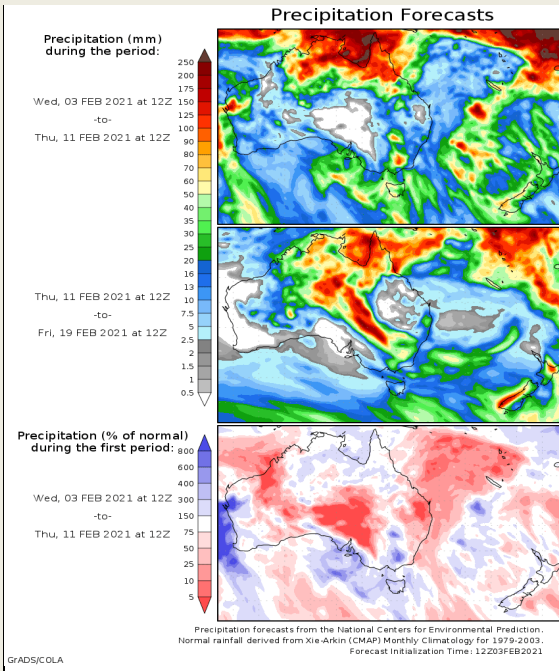 Precipitation Forecasts
Precipitation (mm)
during the period:
Wed, 03 FEB 2021 at 12Z
-to-
Thu, 11 FEB 2021 at 12Z
250
200
175
150
125
100
90
80
70
60
50
40
35
30
25
20
16
13
10
7.5
5
2.5
2
1.5
1
0.5
Thu, 11 FEB 2021 at 12Z
-to-
Fri, 19 FEB 2021 at 12Z
Precipitation (% of normal)
during the first period:
Wed, 03 FEB 2021 at 12Z
-to-
Thu, 11 FEB 2021 at 12Z
800
600
400
300
150
75
50
25
10
5
Precipitation forecasts from the National Centers for Environmental Prediction.
Normal rainfall derived from Xie-Arkin (CMAP) Monthly Climatology for 1979-2003.
Forecast Initialization Time: 12Z03FEB2021
GrADS/COLA